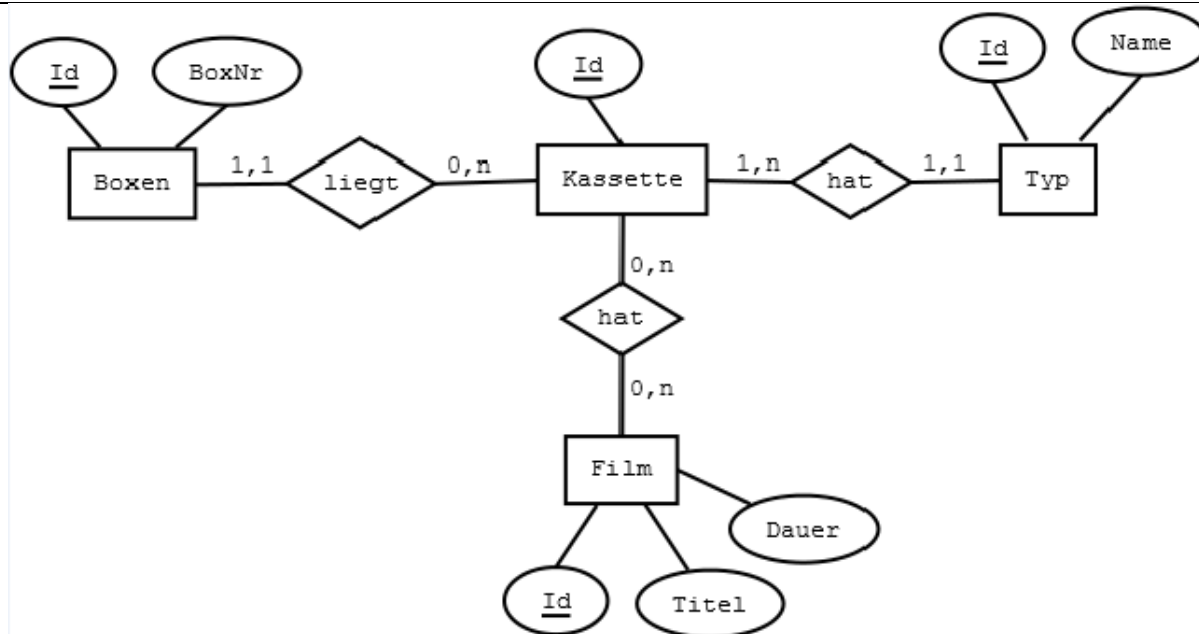 Id
BoxNr
Id
Id
Name
Boxen
1,1
liegt
0,n
Kassette
1,n
hat
1,1
Typ
0,n
hat
0,n
Film
Dauer
Id
Titel